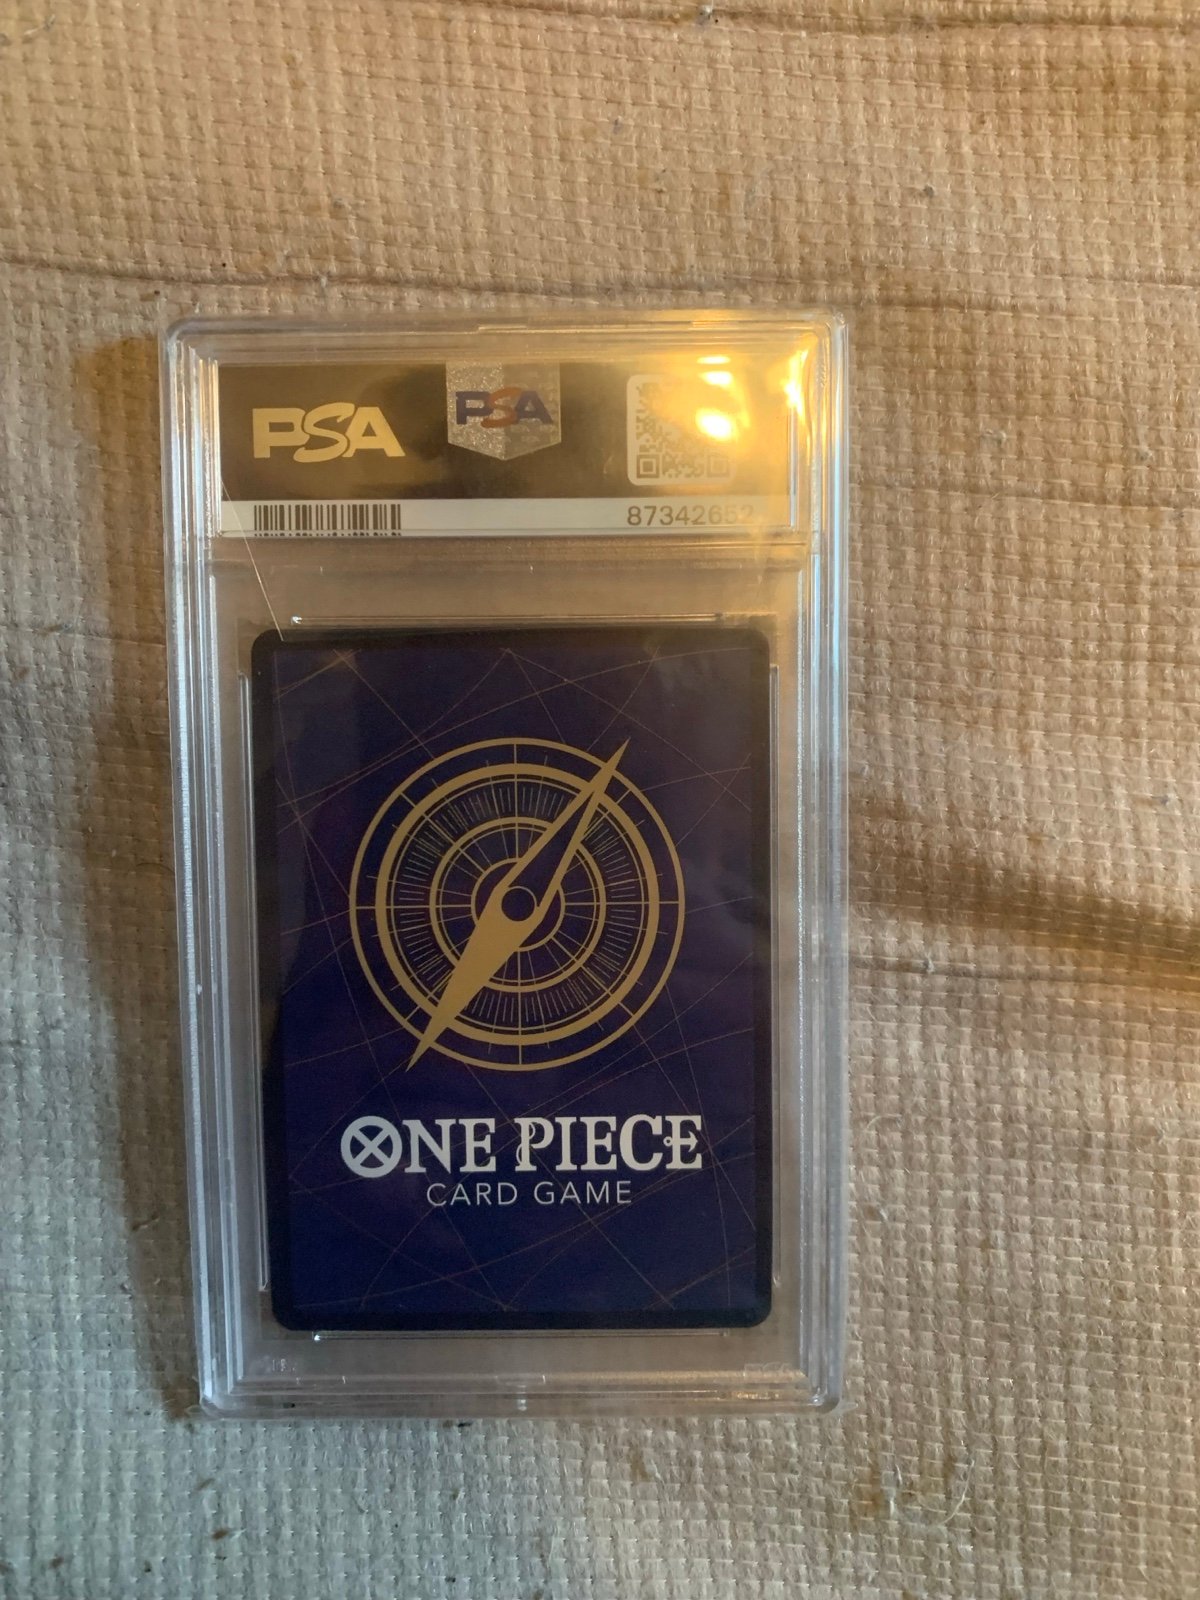 PSA
PSA
87342652
ONE PIECE
CARD GAME